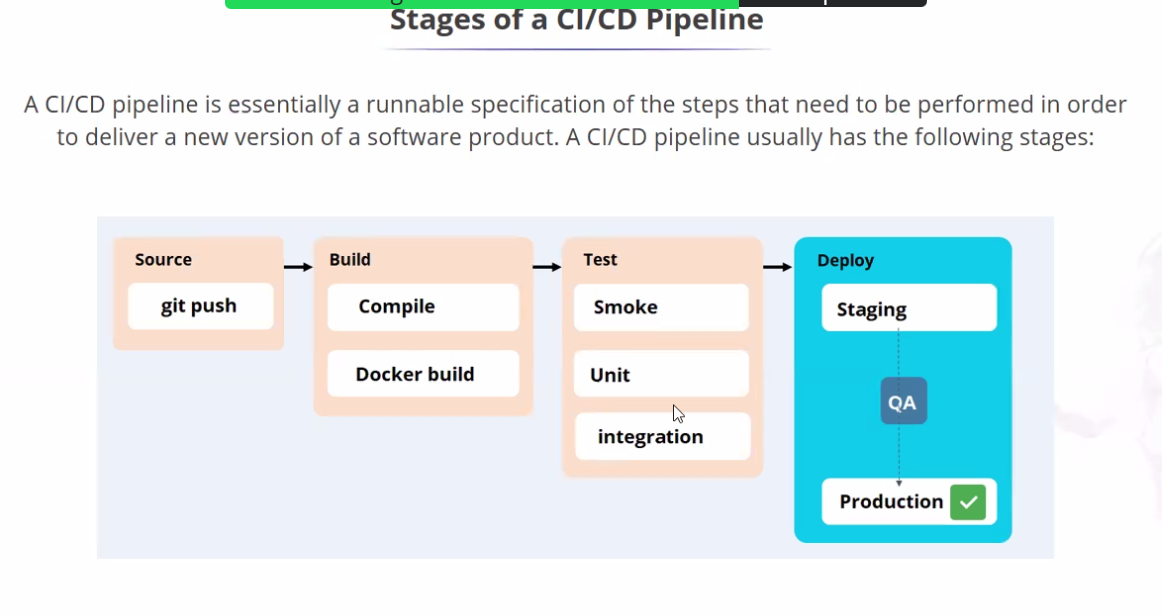 Stages of a CI/CD Pipeline
A CI/CD pipeline is essentially a runnable specification of the steps that need to be performed in order
to deliver a new version of a software product. A CI/CD pipeline usually has the following stages:
Source
git push
Build
Compile
Docker build
Test
Smoke
Unit
integration
Deploy
Staging
QA
Production